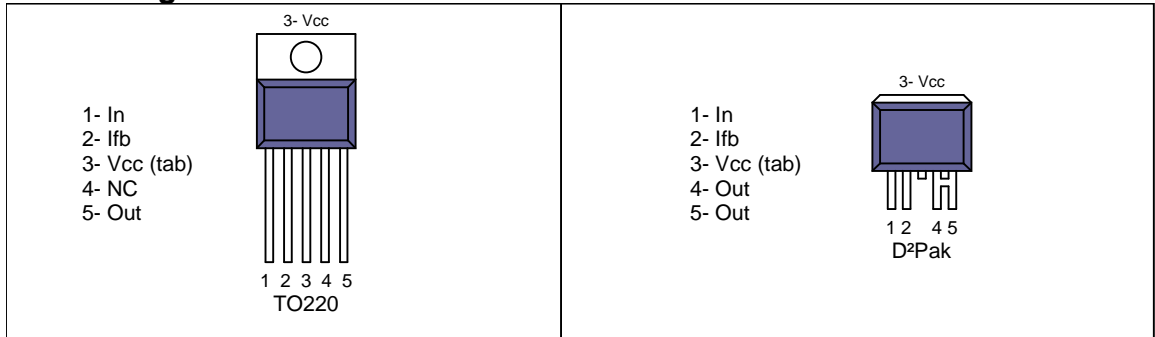 3- Vcc
1- In
2- Ifb
3- Vcc (tab)
4- NC
5- Out
1 2 3 4 5
TO220
3- Vcc
1- In
2- Ifb
3- Vcc (tab)
4- Out
5- Out
1 2 4 5
D²Pak